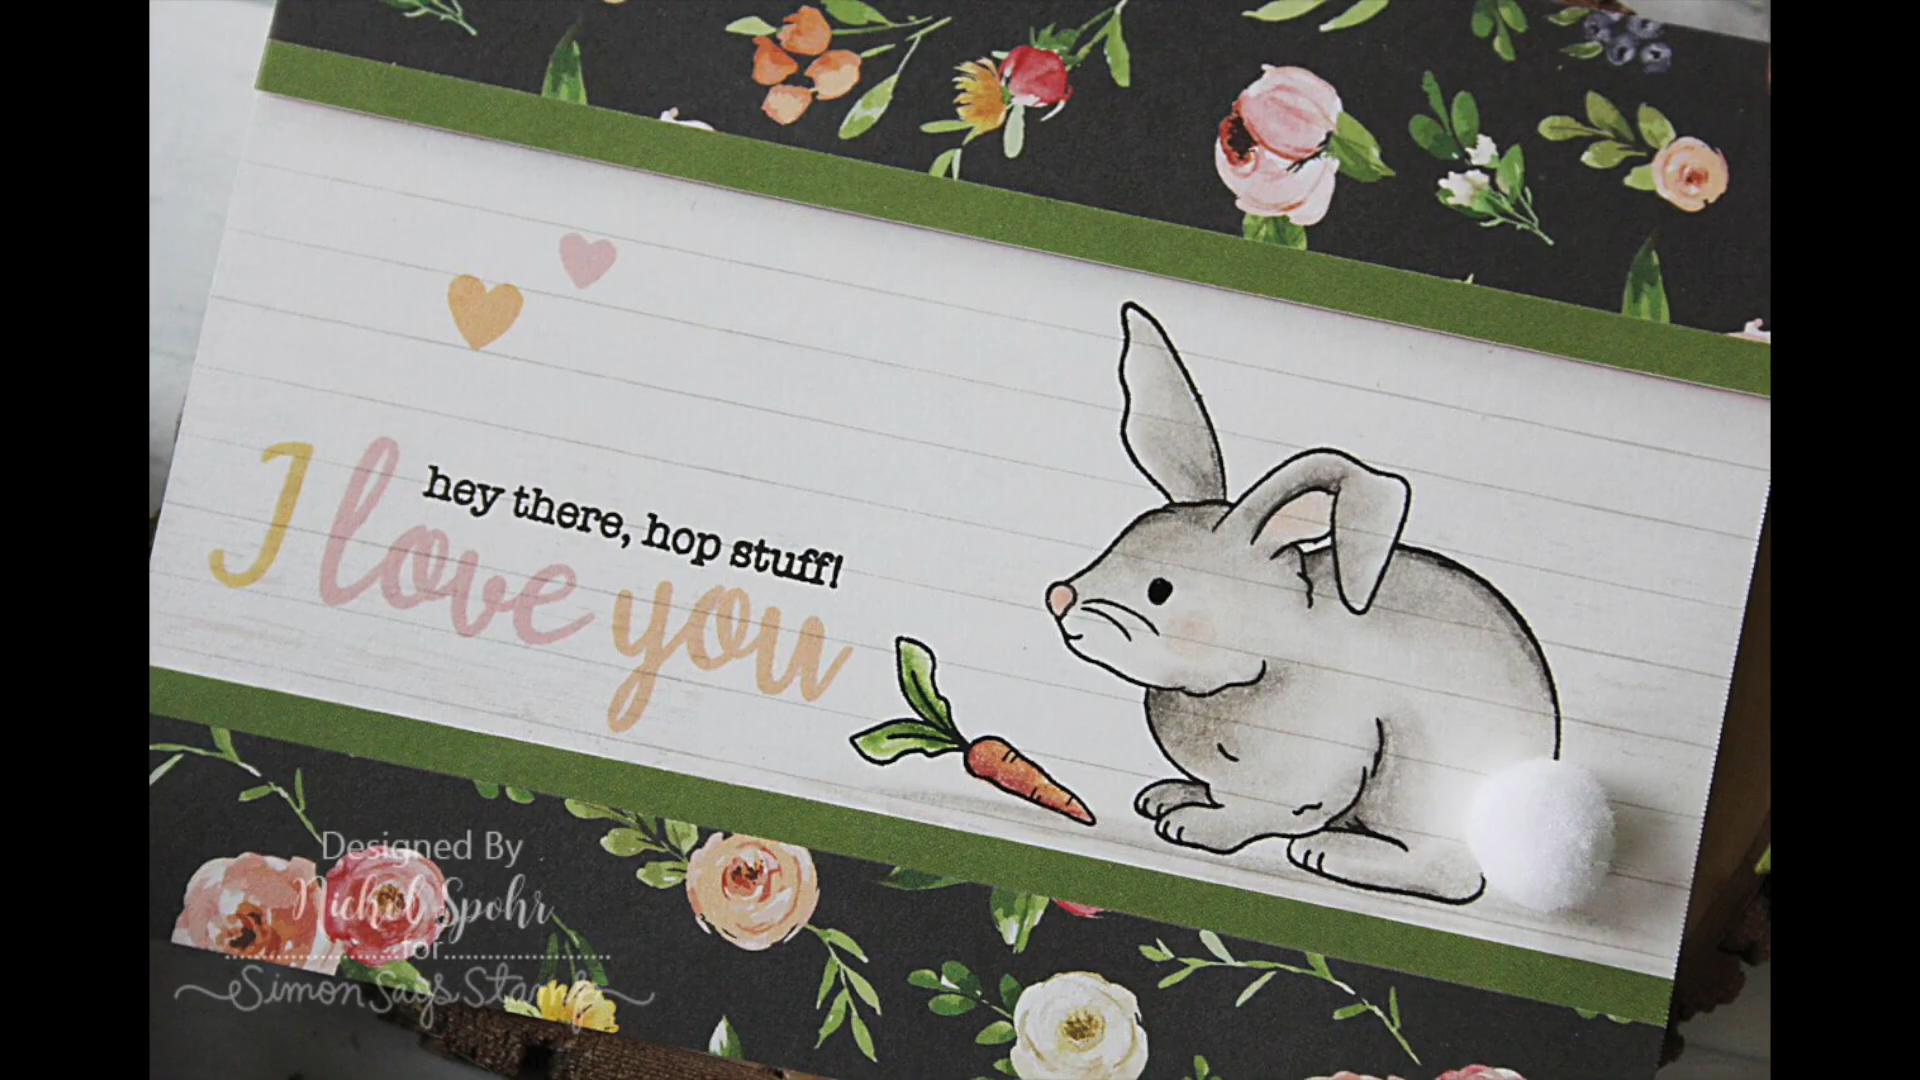 hey there, hop stuff!
I love you
Designed By
Nichol Spohr
for
Simon Says Stamp